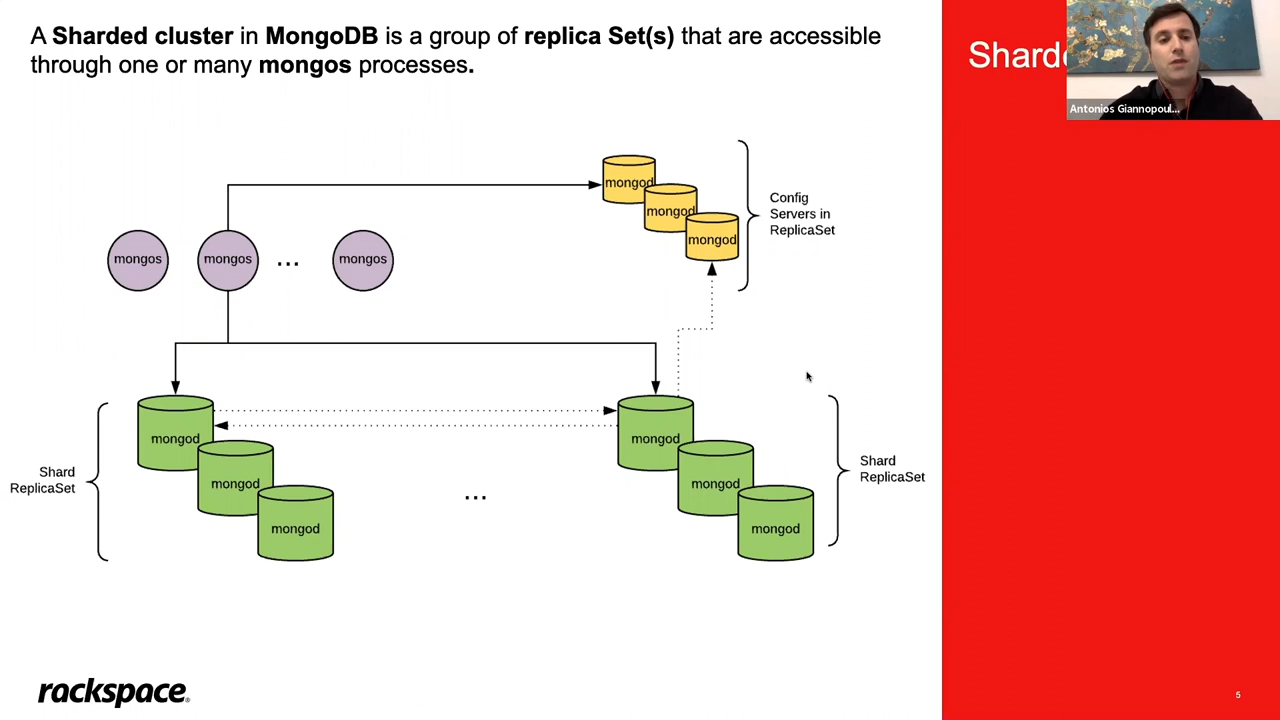 A Sharded cluster in MongoDB is a group of replica Set(s) that are accessible
through one or many mongos processes.
Antonios Giannopoul...
mongod
mongod
mongod
Config
Servers in
ReplicaSet
mongos
mongos
...
mongos
mongod
mongod
mongod
Shard
ReplicaSet
...
mongod
mongod
mongod
Shard
ReplicaSet
rackspace
5